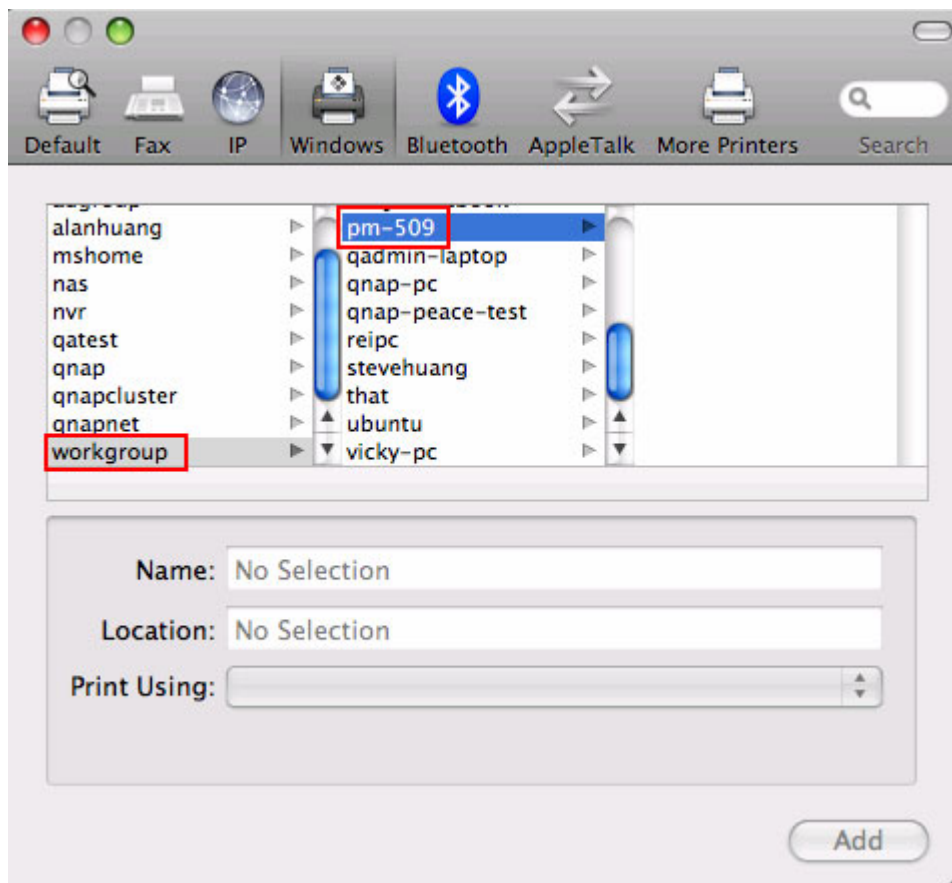 Default Fax IP Windows Bluetooth AppleTalk More Printers Search
alanhuang
mshome
nas
nvr
qatest
qnap
qnapcluster
qnapnet
workgroup
pm-509
qadmin-laptop
qnap-pc
qnap-peace-test
reipc
stevehuang
that
ubuntu
vicky-pc
Name: No Selection
Location: No Selection
Print Using:
Add